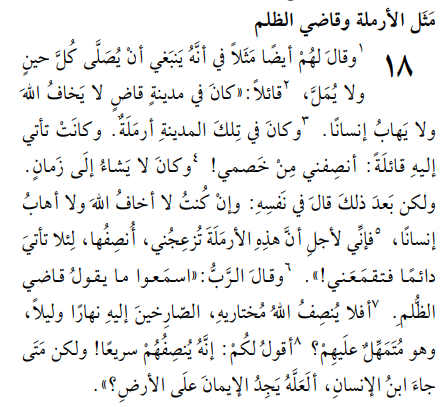 مَثَل الأرملة وقاضي الظلم
١٨ ¹وقالَ لهُمْ أيضًا مَثَلاً في أنَّهُ يَنبَغي أنْ يُصَلَّى كُلَّ حينٍ
ولا يُمَلَّ، ²قائلاً: «كانَ في مدينةٍ قاضٍ لا يَخافُ اللهَ
ولا يَهابُ إنسانًا. ³وكانَ في تِلكَ المدينةِ أرمَلَةٌ. وكانَتْ تأتي
إليهِ قائلَةً: أنصِفني مِنْ خَصمي! ⁴وكانَ لا يَشاءُ إلَى زَمانٍ.
ولكن بَعدَ ذلكَ قالَ في نَفسِهِ: وإنْ كُنتُ لا أخافُ اللهَ ولا أهابُ
إنسانًا، ⁵فإنِّي لأجلِ أنَّ هذِهِ الأرمَلَةَ تُزعِجُني، أُنصِفُها، لِئلا تأتيَ
دائمًا فتقمَعَني!». ⁶وقالَ الرَّبُّ: «اسمَعوا ما يقولُ قاضي
الظُّلمِ. ⁷أفلا يُنصِفُ اللهُ مُختاريهِ، الصّارِخينَ إليهِ نهارًا وليلاً،
وهو مُتَمَهِّلٌ علَيهِمْ؟ ⁸أقولُ لكُمْ: إنَّهُ يُنصِفُهُمْ سريعًا! ولكن مَتَى
جاءَ ابنُ الإنسانِ، ألَعَلَّهُ يَجِدُ الإيمانَ علَى الأرضِ؟».